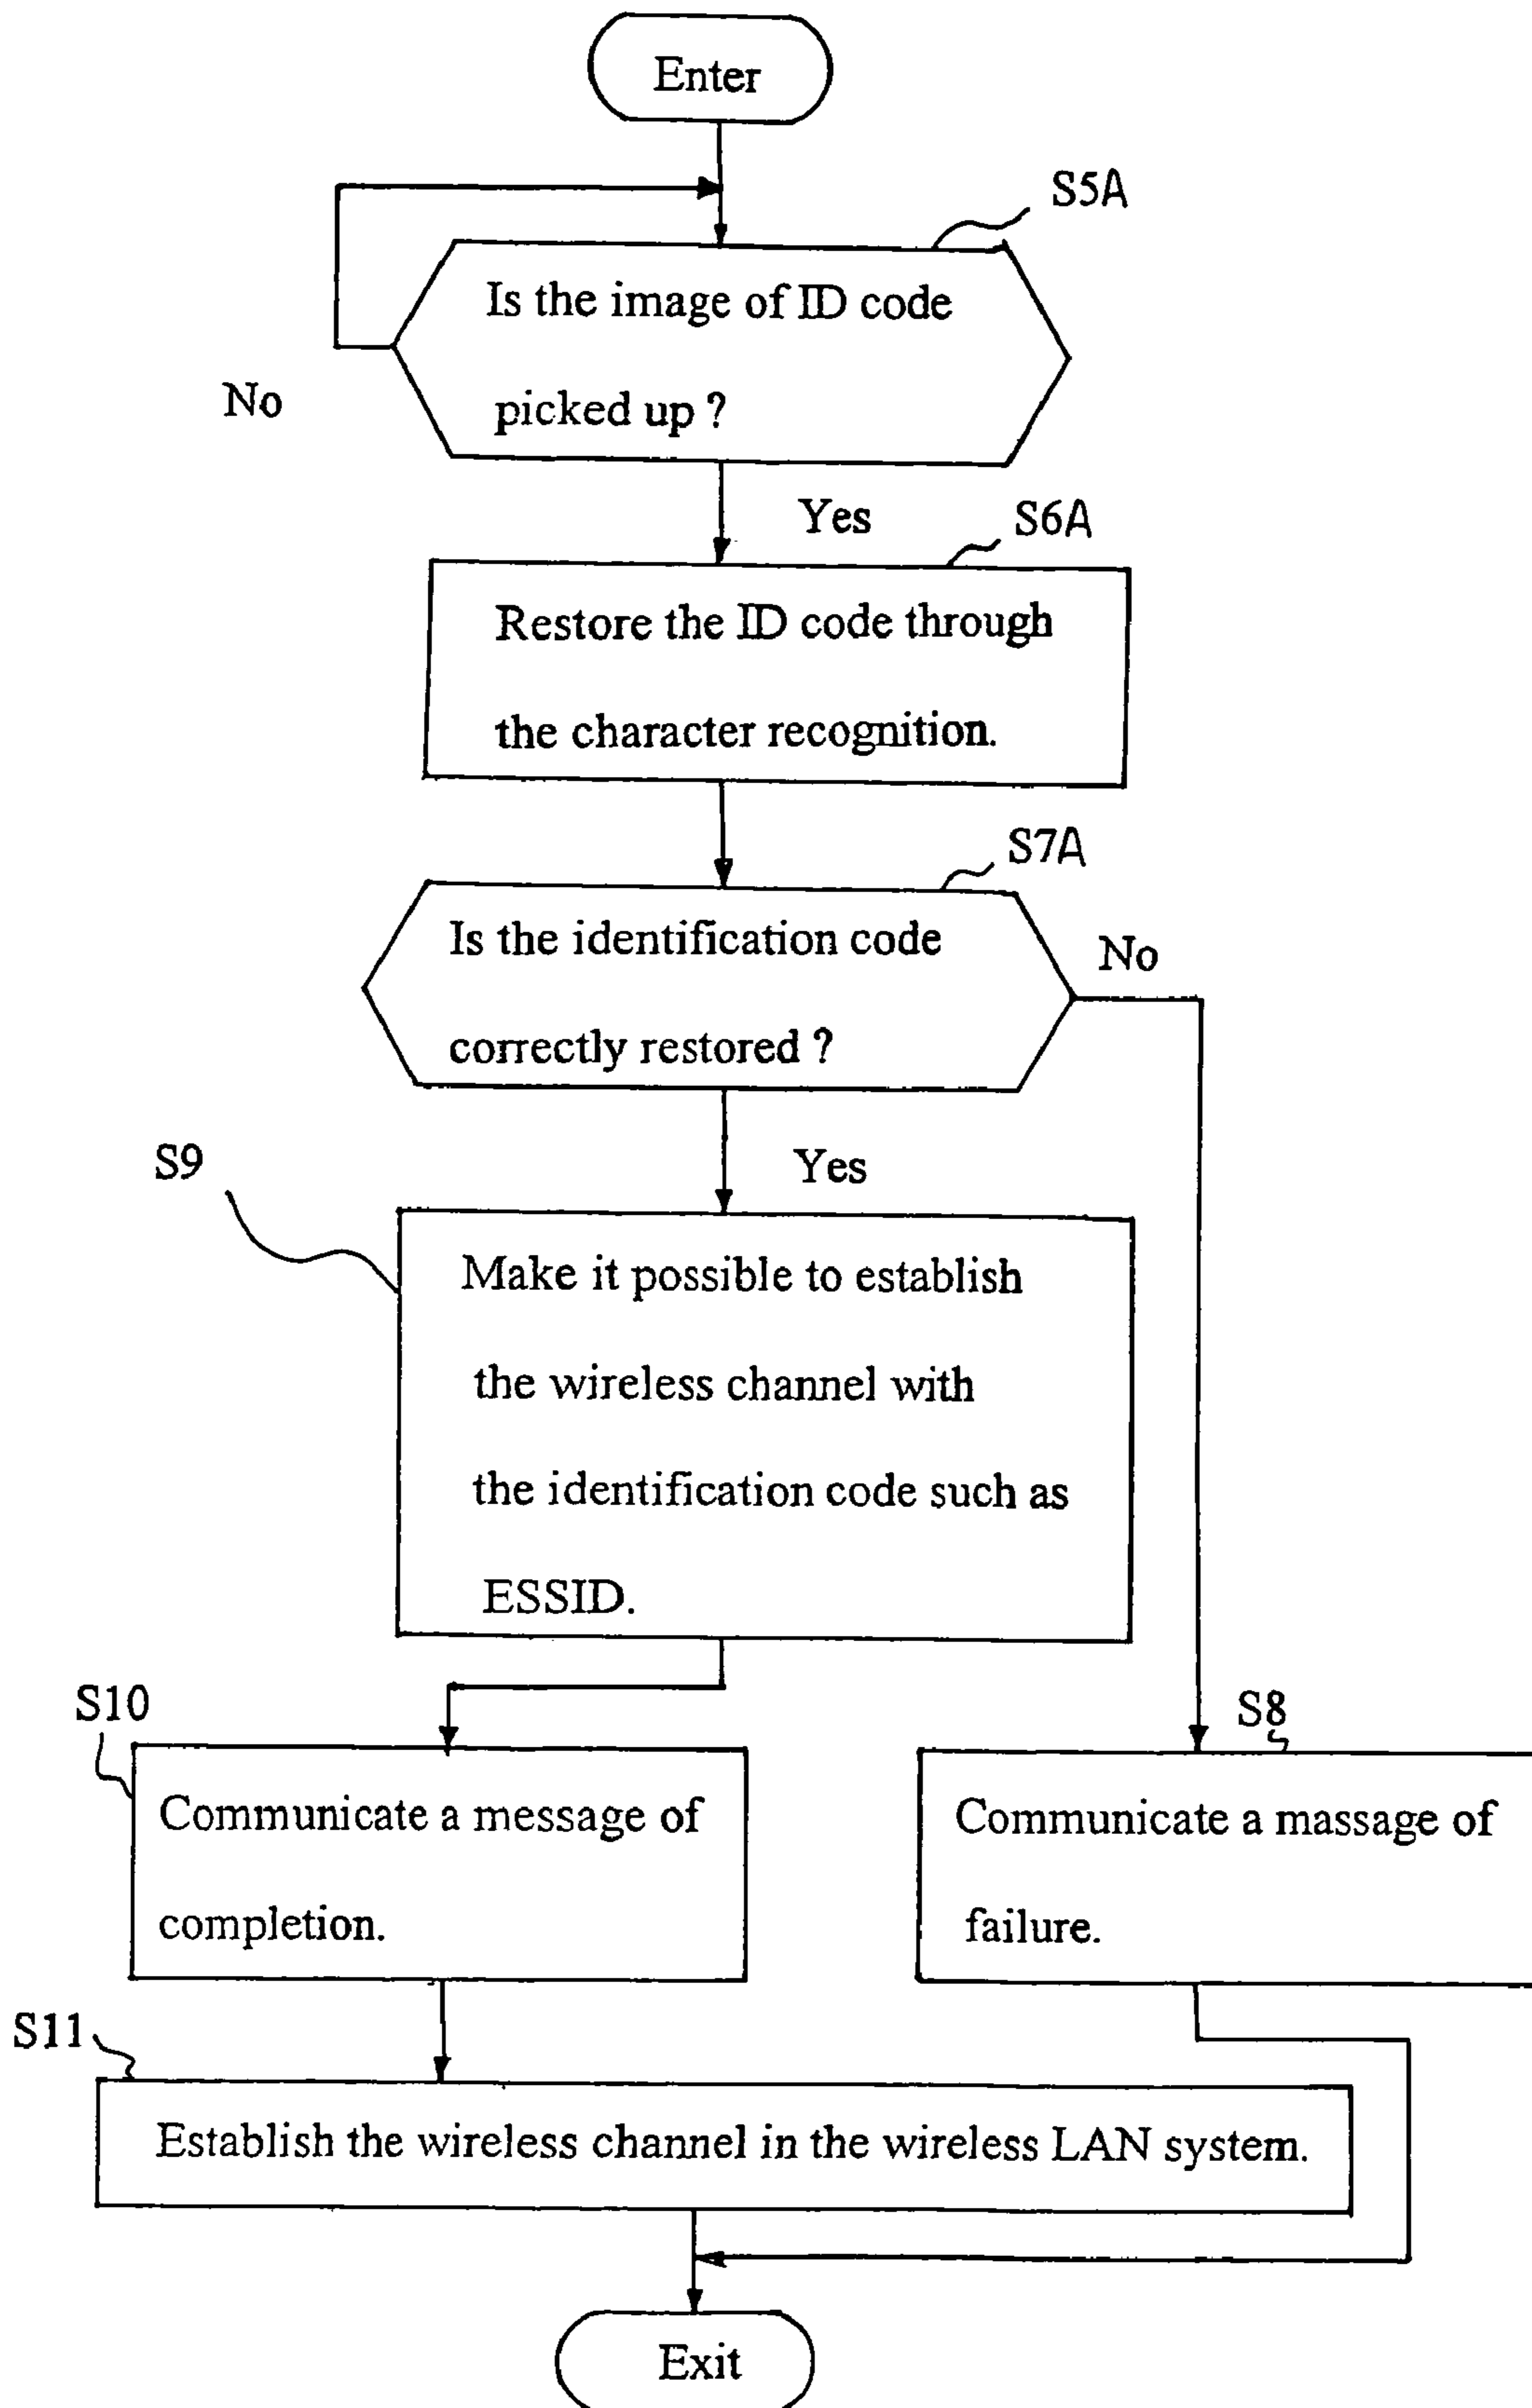 Enter
S5A
Is the image of ID code
picked up ?
No
Yes
S6A
Restore the ID code through
the character recognition.
S7A
Is the identification code
correctly restored ?
No
Yes
S9
Make it possible to establish
the wireless channel with
the identification code such as
ESSID.
S10
Communicate a message of
completion.
S8
Communicate a massage of
failure.
S11
Establish the wireless channel in the wireless LAN system.
Exit